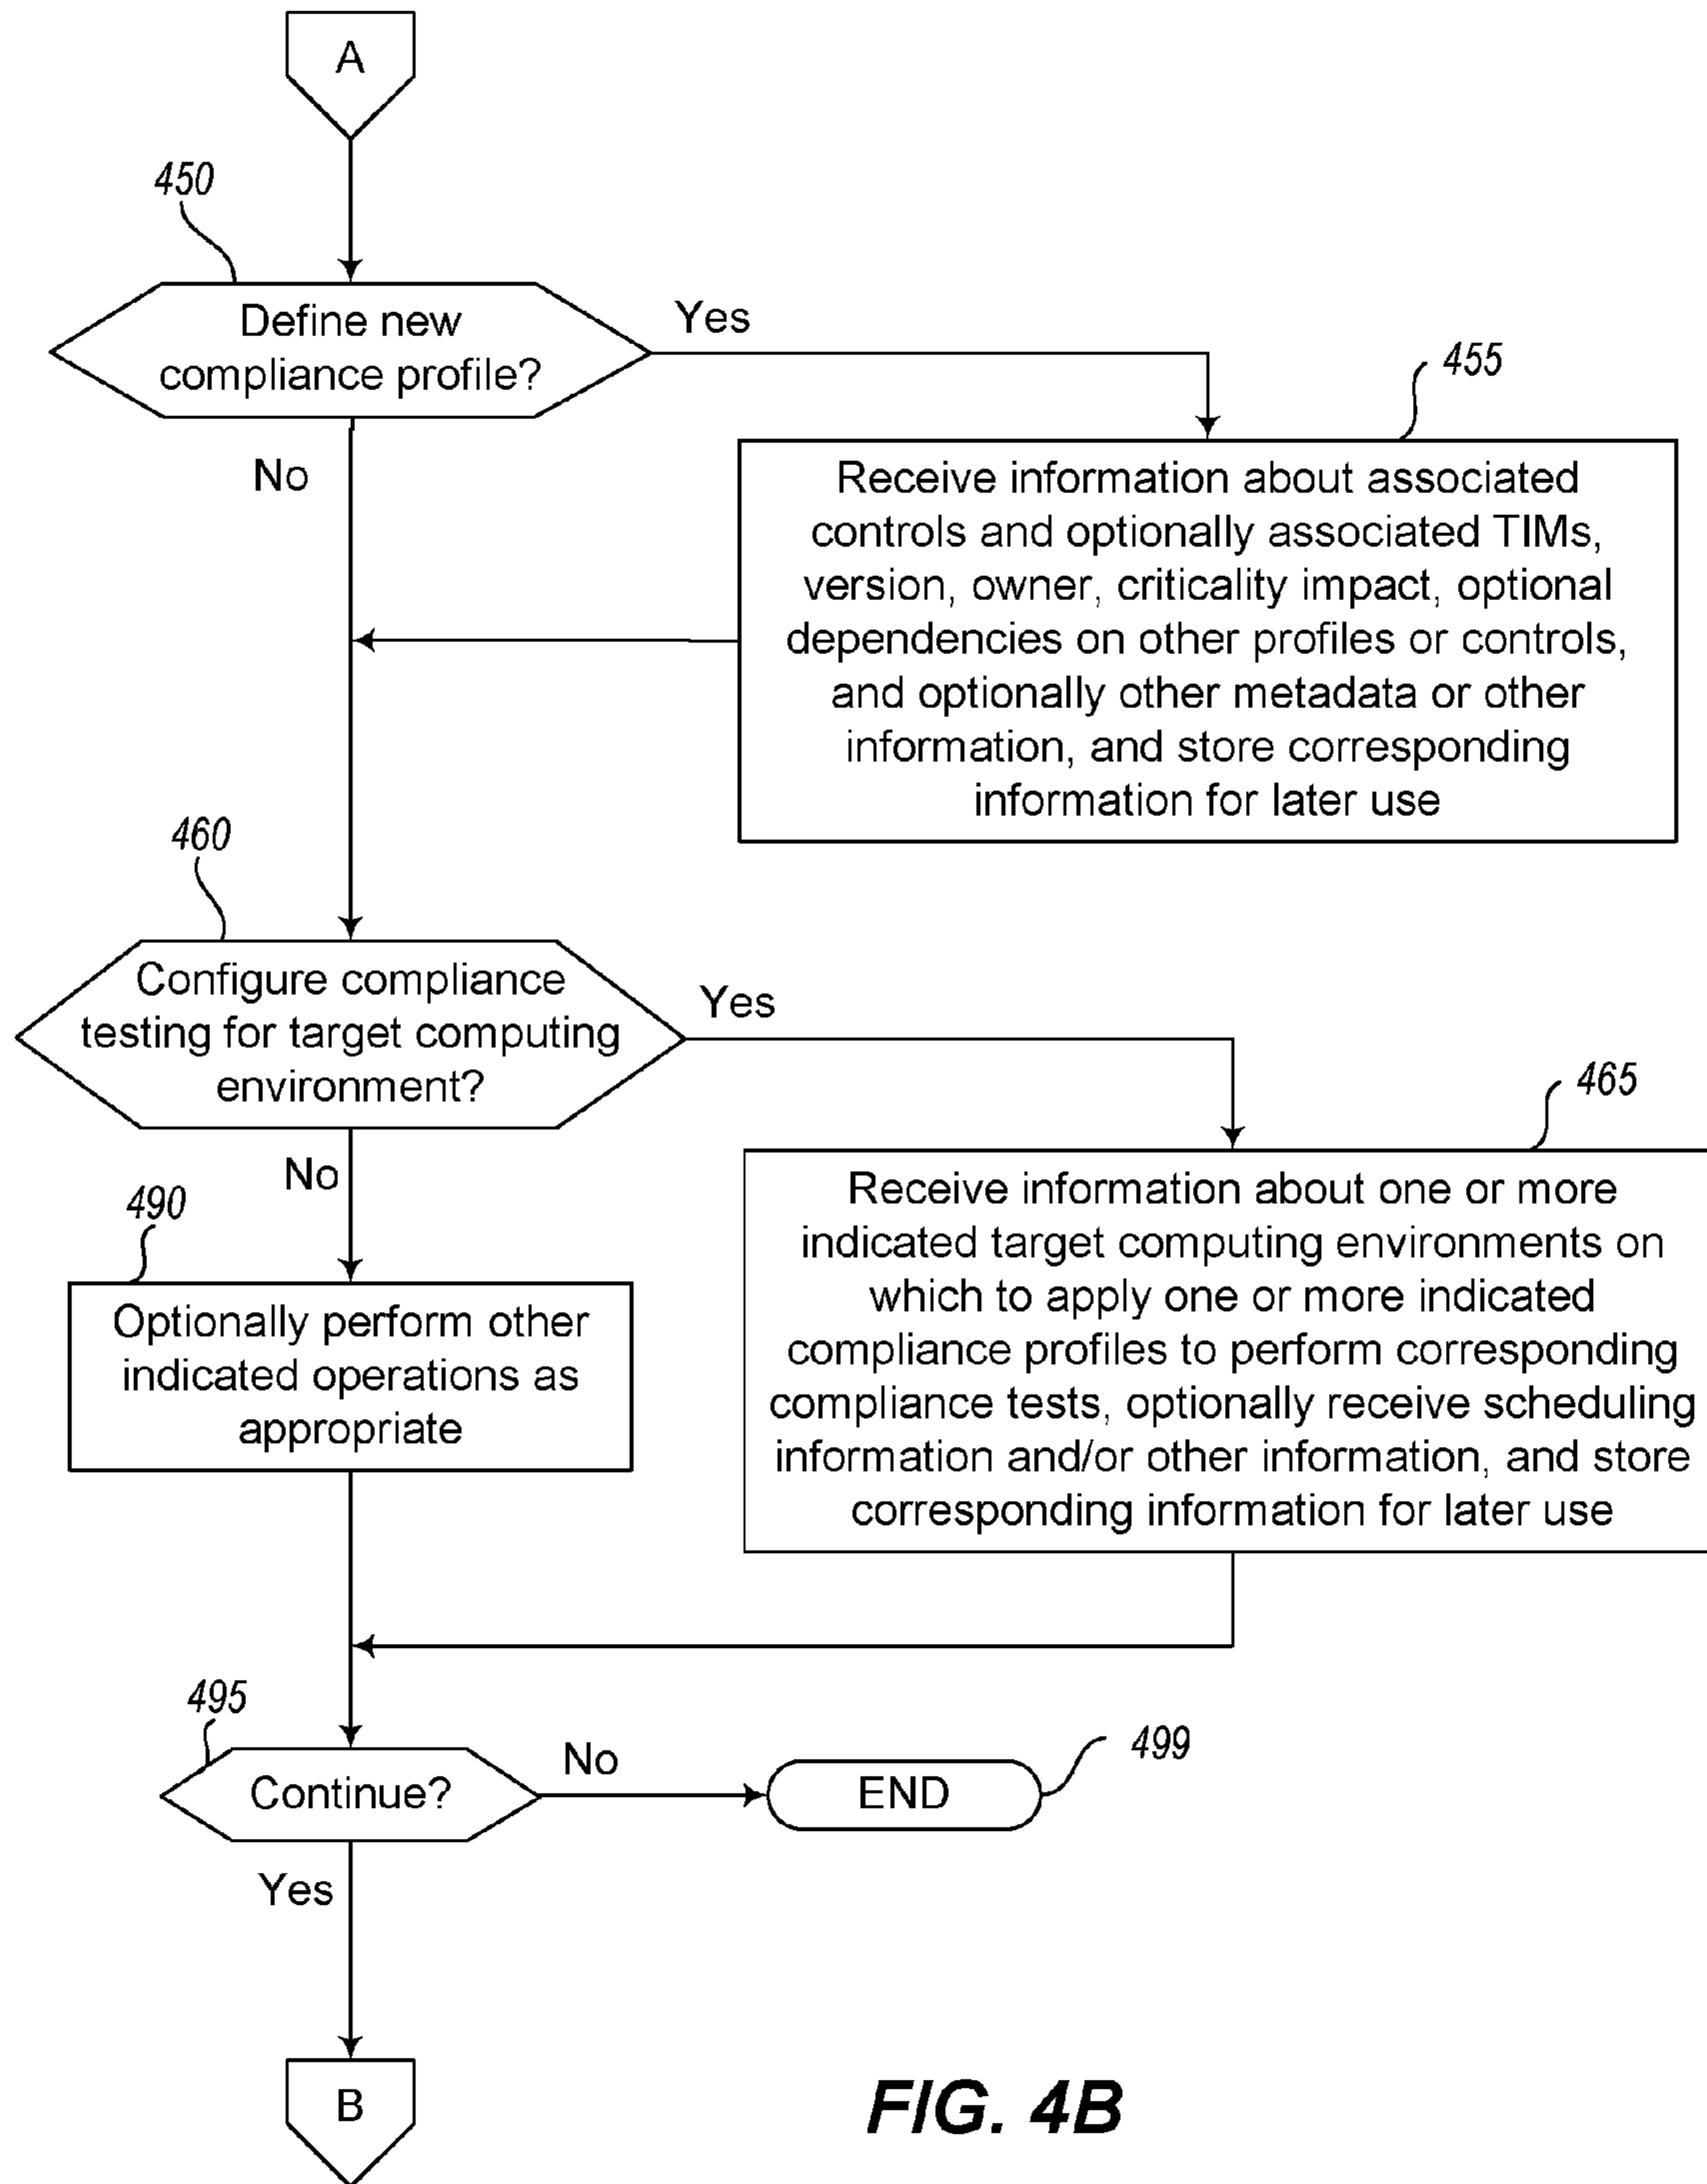 A
450
Define new
compliance profile?
Yes
No
455
Receive information about associated
controls and optionally associated TIMs,
version, owner, criticality impact, optional
dependencies on other profiles or controls,
and optionally other metadata or other
information, and store corresponding
information for later use
460
Configure compliance
testing for target computing
environment?
Yes
No
465
Receive information about one or more
indicated target computing environments on
which to apply one or more indicated
compliance profiles to perform corresponding
compliance tests, optionally receive scheduling
information and/or other information, and store
corresponding information for later use
490
Optionally perform other
indicated operations as
appropriate
495
Continue?
No
END
499
Yes
B
FIG. 4B